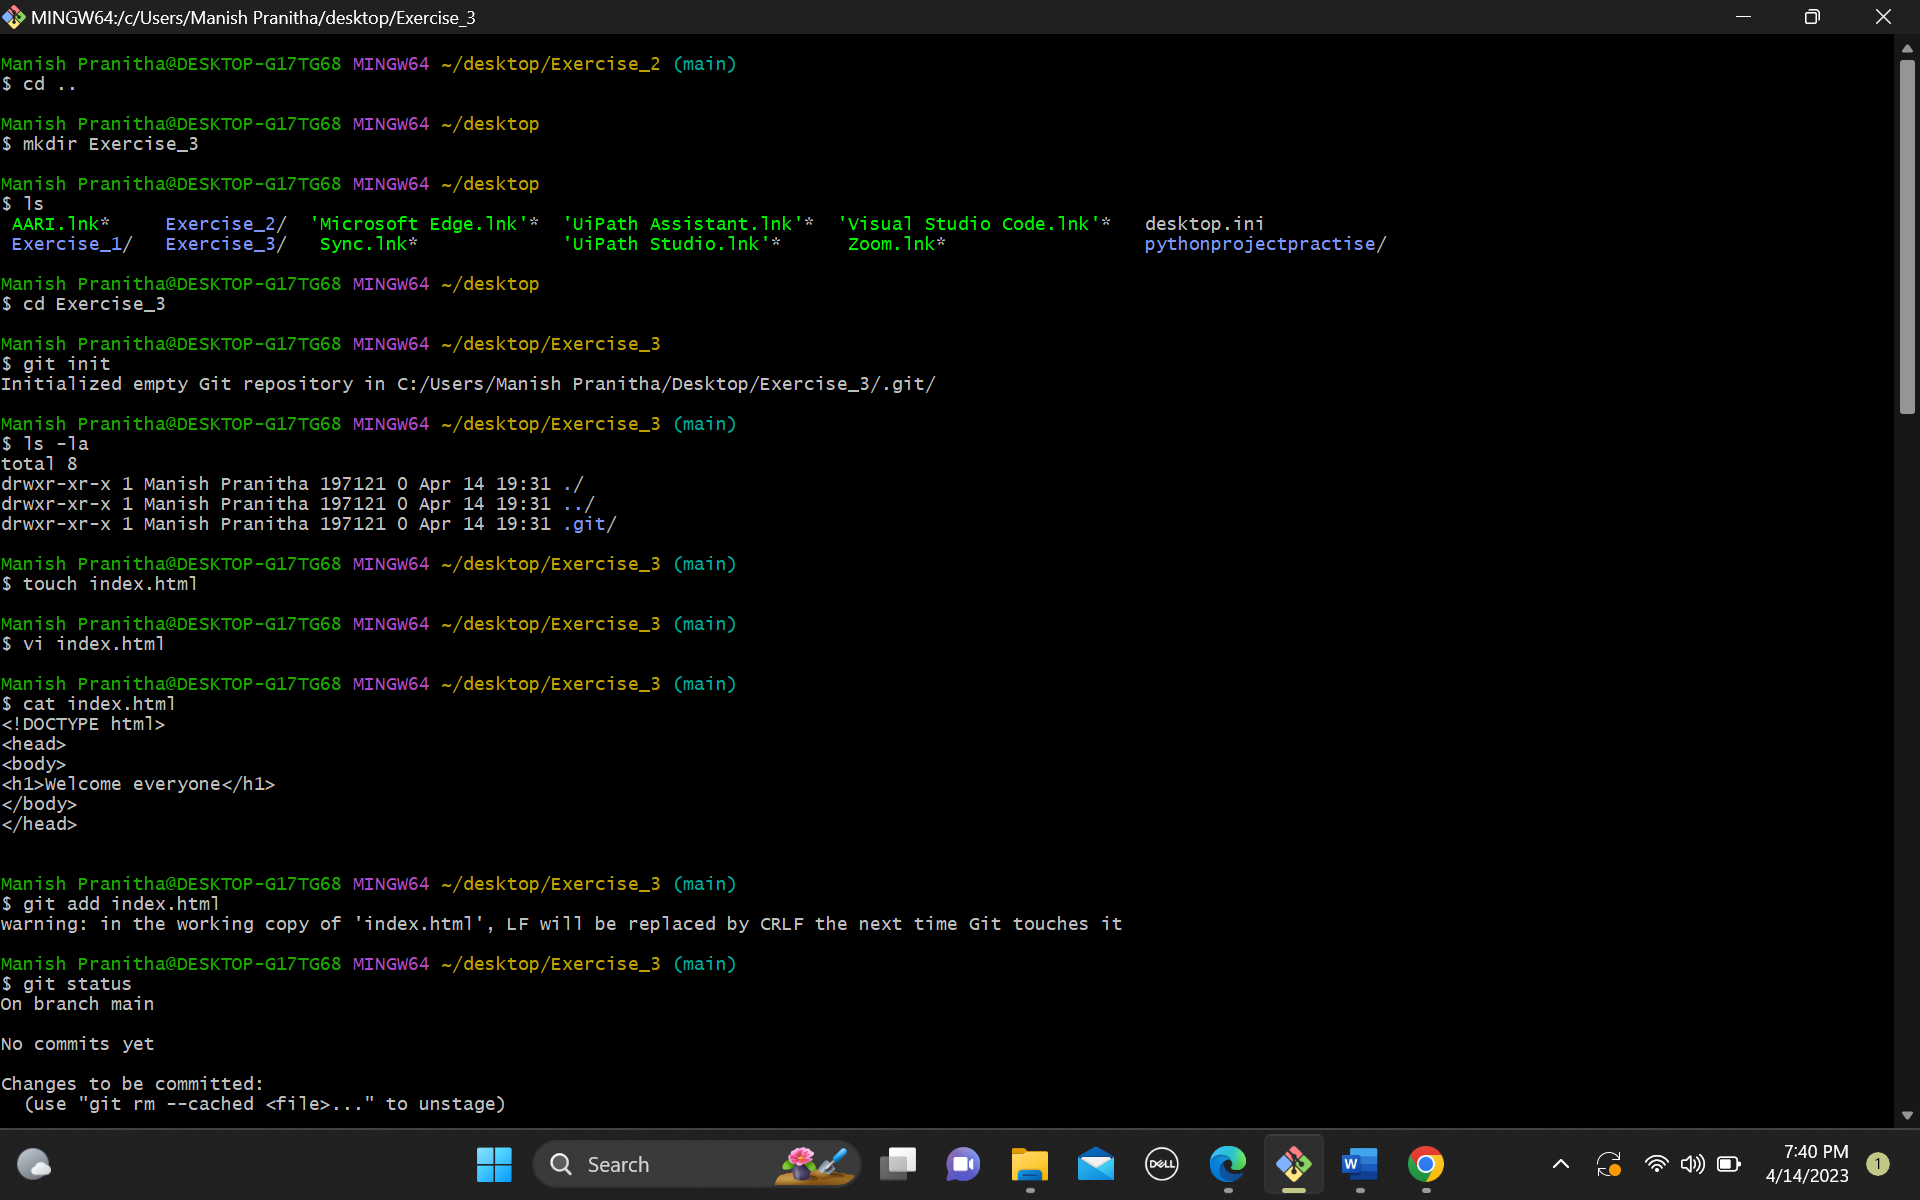 MINGW64:/c/Users/Manish Pranitha/desktop/Exercise_3
Manish Pranitha@DESKTOP-G17TG68 MINGW64 ~/desktop/Exercise_2 (main)
$ cd ..
Manish Pranitha@DESKTOP-G17TG68 MINGW64 ~/desktop
$ mkdir Exercise_3
Manish Pranitha@DESKTOP-G17TG68 MINGW64 ~/desktop
$ ls
AARI.lnk* Exercise_2/ 'Microsoft Edge.lnk'* 'UiPath Assistant.lnk'* 'Visual Studio Code.lnk'* desktop.ini
Exercise_1/ Exercise_3/ Sync.lnk* 'UiPath Studio.lnk'* Zoom.lnk* pythonprojectpractise/
Manish Pranitha@DESKTOP-G17TG68 MINGW64 ~/desktop
$ cd Exercise_3
Manish Pranitha@DESKTOP-G17TG68 MINGW64 ~/desktop/Exercise_3
$ git init
Initialized empty Git repository in C:/Users/Manish Pranitha/Desktop/Exercise_3/.git/
Manish Pranitha@DESKTOP-G17TG68 MINGW64 ~/desktop/Exercise_3 (main)
$ ls -la
total 8
drwxr-xr-x 1 Manish Pranitha 197121 0 Apr 14 19:31 ./
drwxr-xr-x 1 Manish Pranitha 197121 0 Apr 14 19:31 ../
drwxr-xr-x 1 Manish Pranitha 197121 0 Apr 14 19:31 .git/
Manish Pranitha@DESKTOP-G17TG68 MINGW64 ~/desktop/Exercise_3 (main)
$ touch index.html
Manish Pranitha@DESKTOP-G17TG68 MINGW64 ~/desktop/Exercise_3 (main)
$ vi index.html
Manish Pranitha@DESKTOP-G17TG68 MINGW64 ~/desktop/Exercise_3 (main)
$ cat index.html
<!DOCTYPE html>
<head>
<body>
<h1>Welcome everyone</h1>
</body>
</head>
Manish Pranitha@DESKTOP-G17TG68 MINGW64 ~/desktop/Exercise_3 (main)
$ git add index.html
warning: in the working copy of 'index.html', LF will be replaced by CRLF the next time Git touches it
Manish Pranitha@DESKTOP-G17TG68 MINGW64 ~/desktop/Exercise_3 (main)
$ git status
On branch main
No commits yet
Changes to be committed:
(use "git rm --cached <file>..." to unstage)
Search
DELL
W
7:40 PM
4/14/2023
1